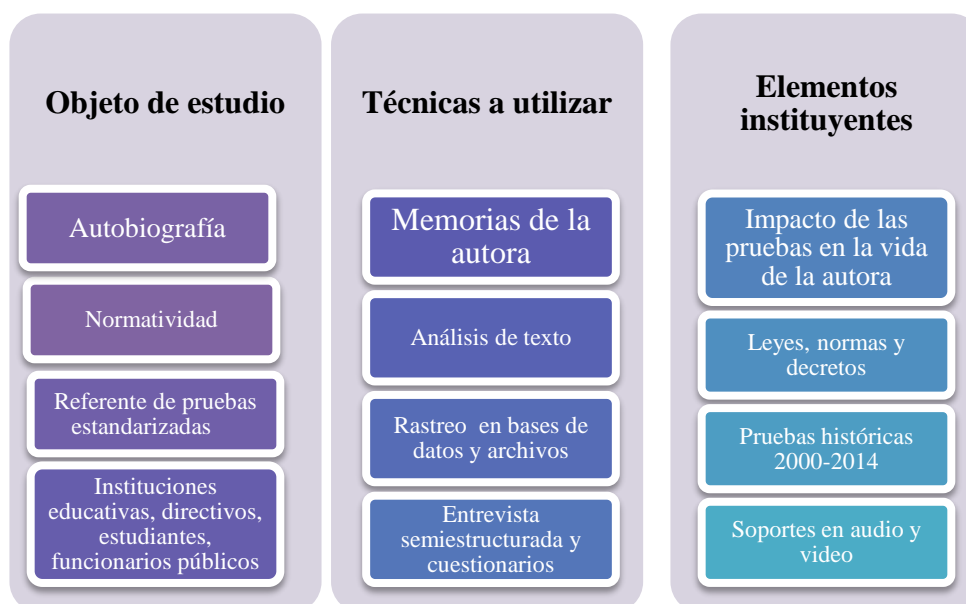 Objeto de estudio
Autobiografía
Normatividad
Referente de pruebas
estandarizadas
Instituciones
educativas, directivos,
estudiantes,
funcionarios públicos
Técnicas a utilizar
Memorias de la
autora
Análisis de texto
Rastreo en bases de
datos y archivos
Entrevista
semiestructurada y
cuestionarios
Elementos
instituyentes
Impacto de las
pruebas en la vida
de la autora
Leyes, normas y
decretos
Pruebas históricas
2000-2014
Soportes en audio y
video